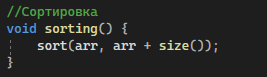 //Сортировка
void sorting() {
    sort(arr, arr + size());
}